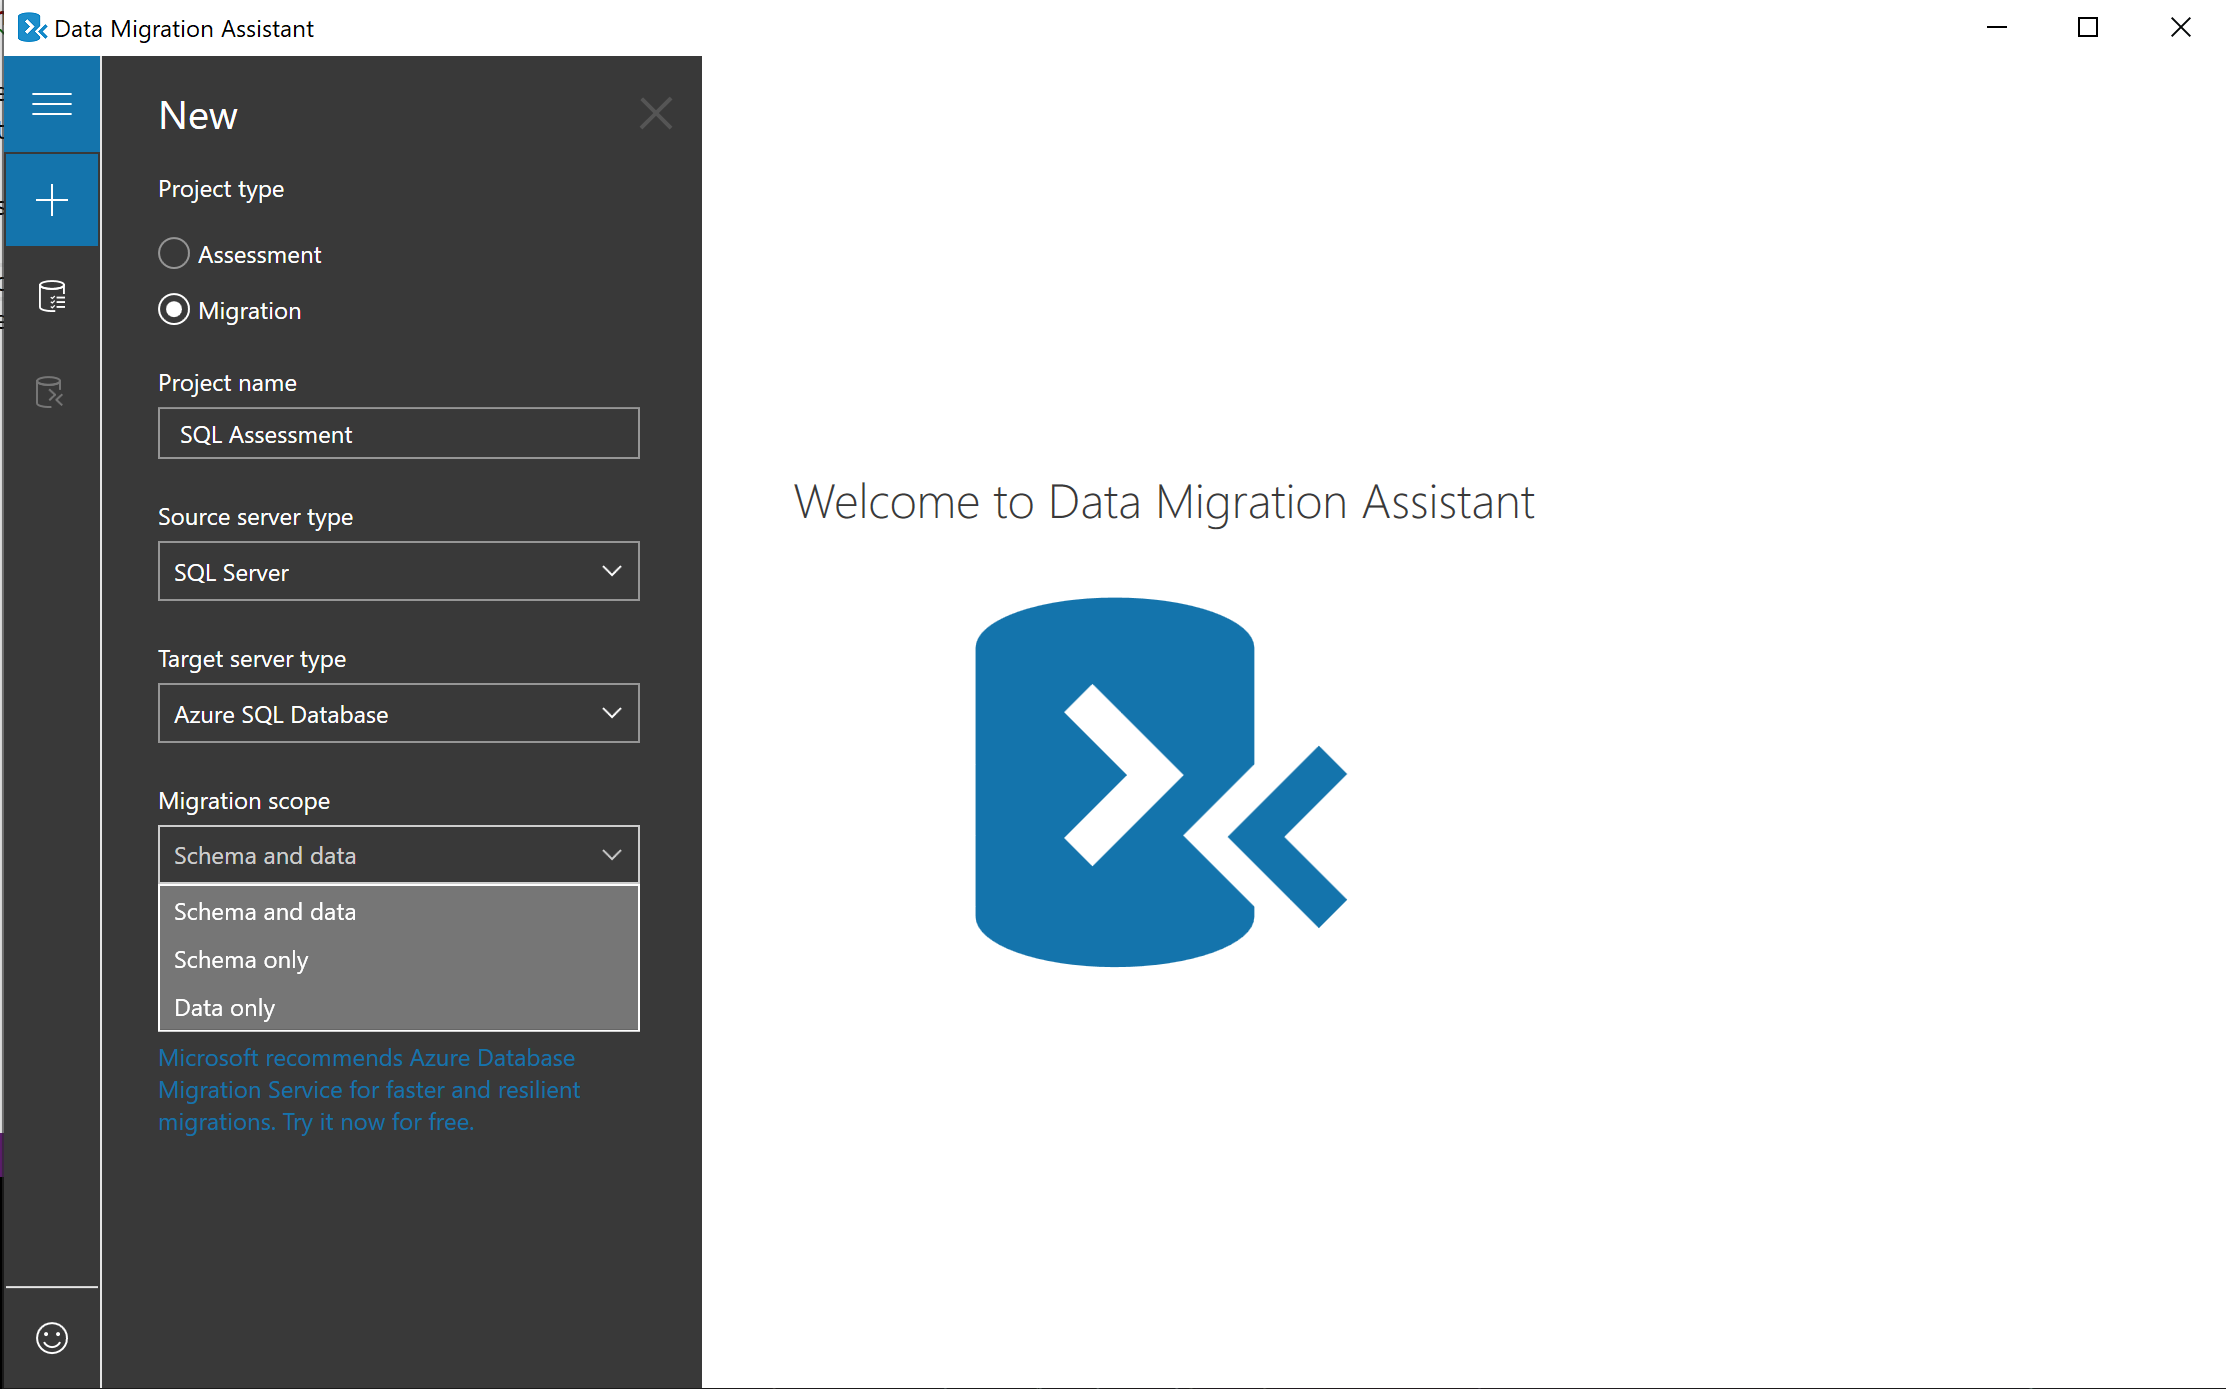 Data Migration Assistant
New
Project type
Assessment
Migration
Project name
SQL Assessment
Source server type
SQL Server
Target server type
Azure SQL Database
Migration scope
Schema and data
Schema and data
Schema only
Data only
Microsoft recommends Azure Database
Migration Service for faster and resilient
migrations. Try it now for free.
Welcome to Data Migration Assistant